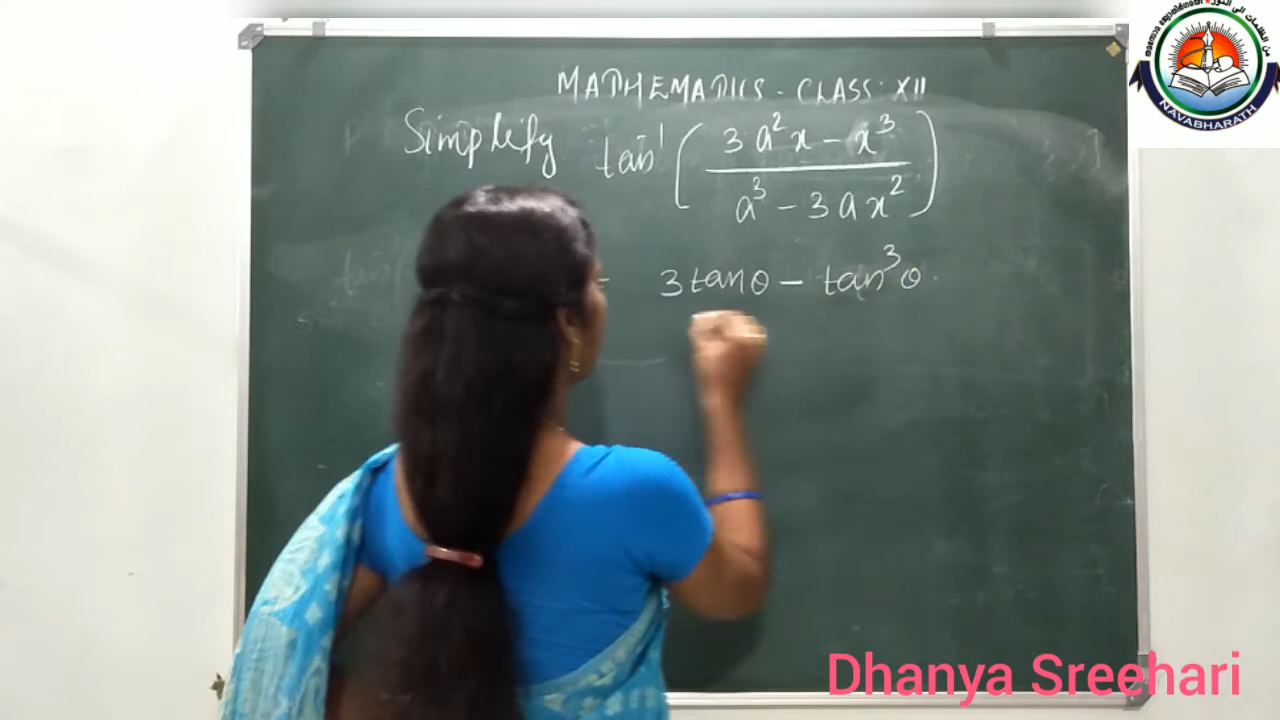 MATHEMATICS - CLASS XII
Simplify tan⁻¹ ( (3a²x − x³) / (a³ − 3ax²) )
= 3tanθ − tan³θ
NAVABHARATH
Dhanya Sreehari